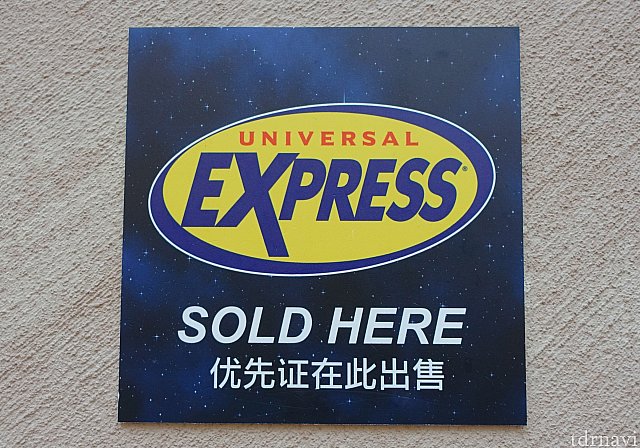 UNIVERSAL
EXPRESS®
SOLD HERE
优先证在此出售
tdrnavi